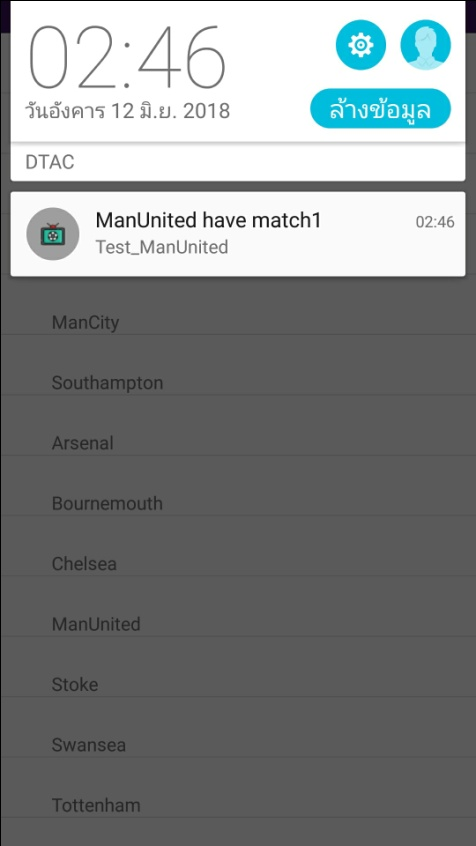 02:46
วันอังคาร 12 มิ.ย. 2018
ล้างข้อมูล
DTAC
ManUnited have match1
02:46
Test_ManUnited
ManCity
Southampton
Arsenal
Bournemouth
Chelsea
ManUnited
Stoke
Swansea
Tottenham